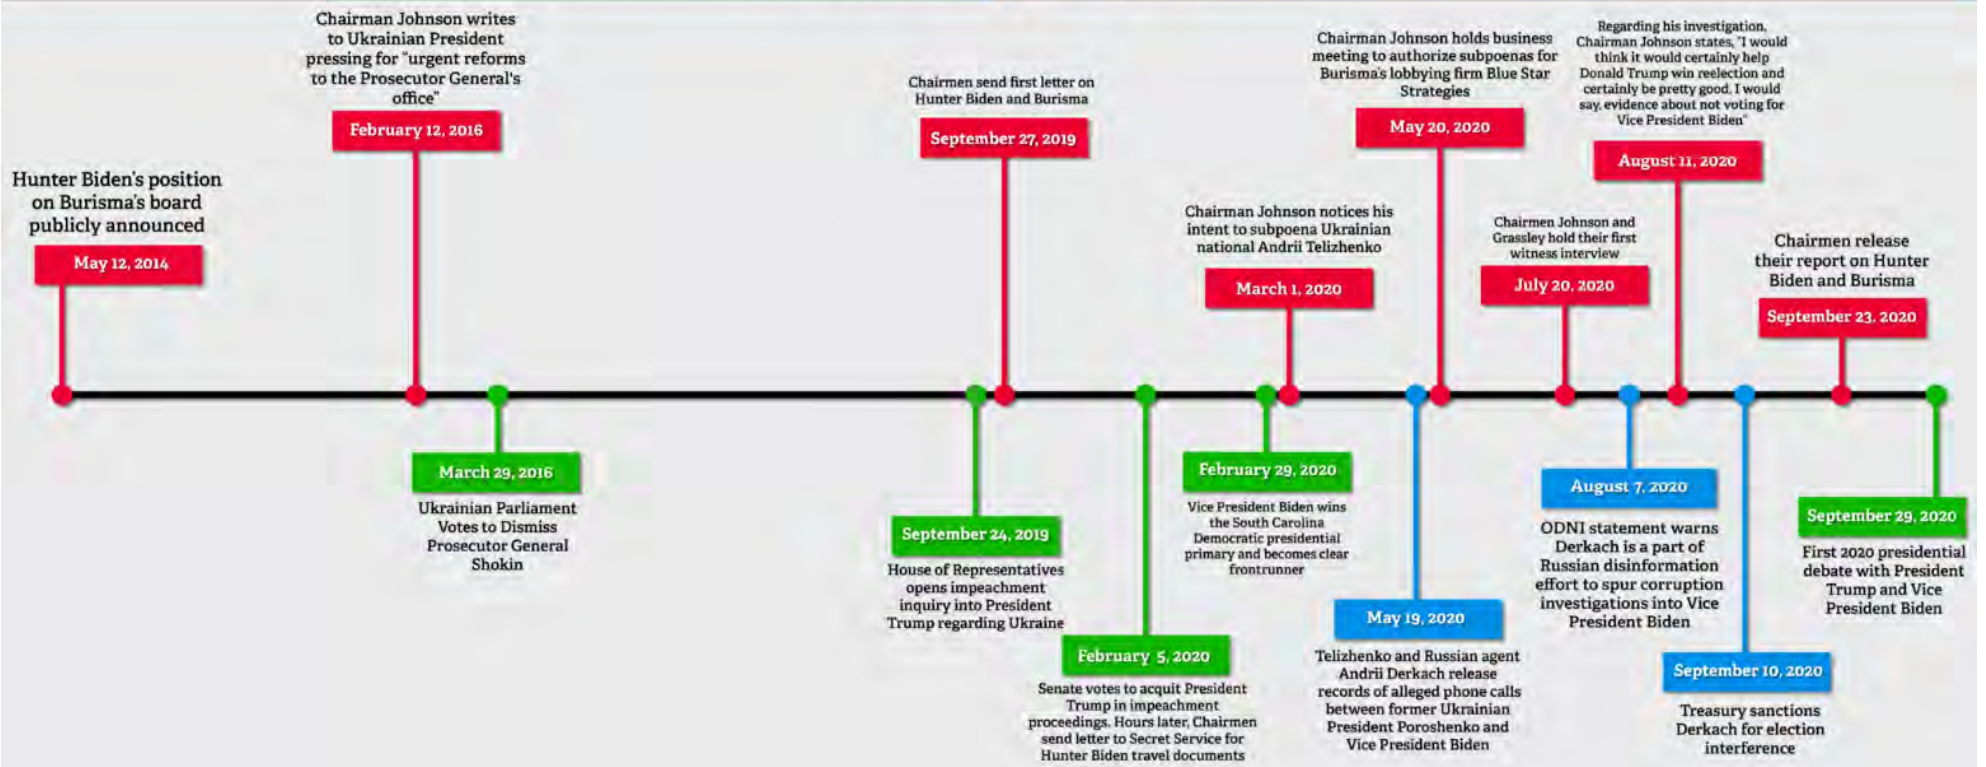 Hunter Biden's position
on Burisma's board
publicly announced
May 12, 2014
Chairman Johnson writes
to Ukrainian President
pressing for "urgent reforms
to the Prosecutor General's
office"
February 12, 2016
March 29, 2016
Ukrainian Parliament
Votes to Dismiss
Prosecutor General
Shokin
Chairmen send first letter on
Hunter Biden and Burisma
September 27, 2019
September 24, 2019
House of Representatives
opens impeachment
inquiry into President
Trump regarding Ukraine
February 5, 2020
Senate votes to acquit President
Trump in impeachment
proceedings. Hours later, Chairmen
send letter to Secret Service for
Hunter Biden travel documents
Chairman Johnson notices his
intent to subpoena Ukrainian
national Andrii Telizhenko
March 1, 2020
February 29, 2020
Vice President Biden wins
the South Carolina
Democratic presidential
primary and becomes clear
frontrunner
Chairman Johnson holds business
meeting to authorize subpoenas for
Burisma's lobbying firm Blue Star
Strategies
May 20, 2020
May 19, 2020
Telizhenko and Russian agent
Andrii Derkach release
records of alleged phone calls
between former Ukrainian
President Poroshenko and
Vice President Biden
Chairmen Johnson and
Grassley hold their first
witness interview
July 20, 2020
Regarding his investigation,
Chairman Johnson states, "I would
think it would certainly help
Donald Trump win reelection and
certainly be pretty good, I would
say, evidence about not voting for
Vice President Biden"
August 11, 2020
August 7, 2020
ODNI statement warns
Derkach is a part of
Russian disinformation
effort to spur corruption
investigations into Vice
President Biden
September 10, 2020
Treasury sanctions
Derkach for election
interference
Chairmen release
their report on Hunter
Biden and Burisma
September 23, 2020
September 29, 2020
First 2020 presidential
debate with President
Trump and Vice
President Biden